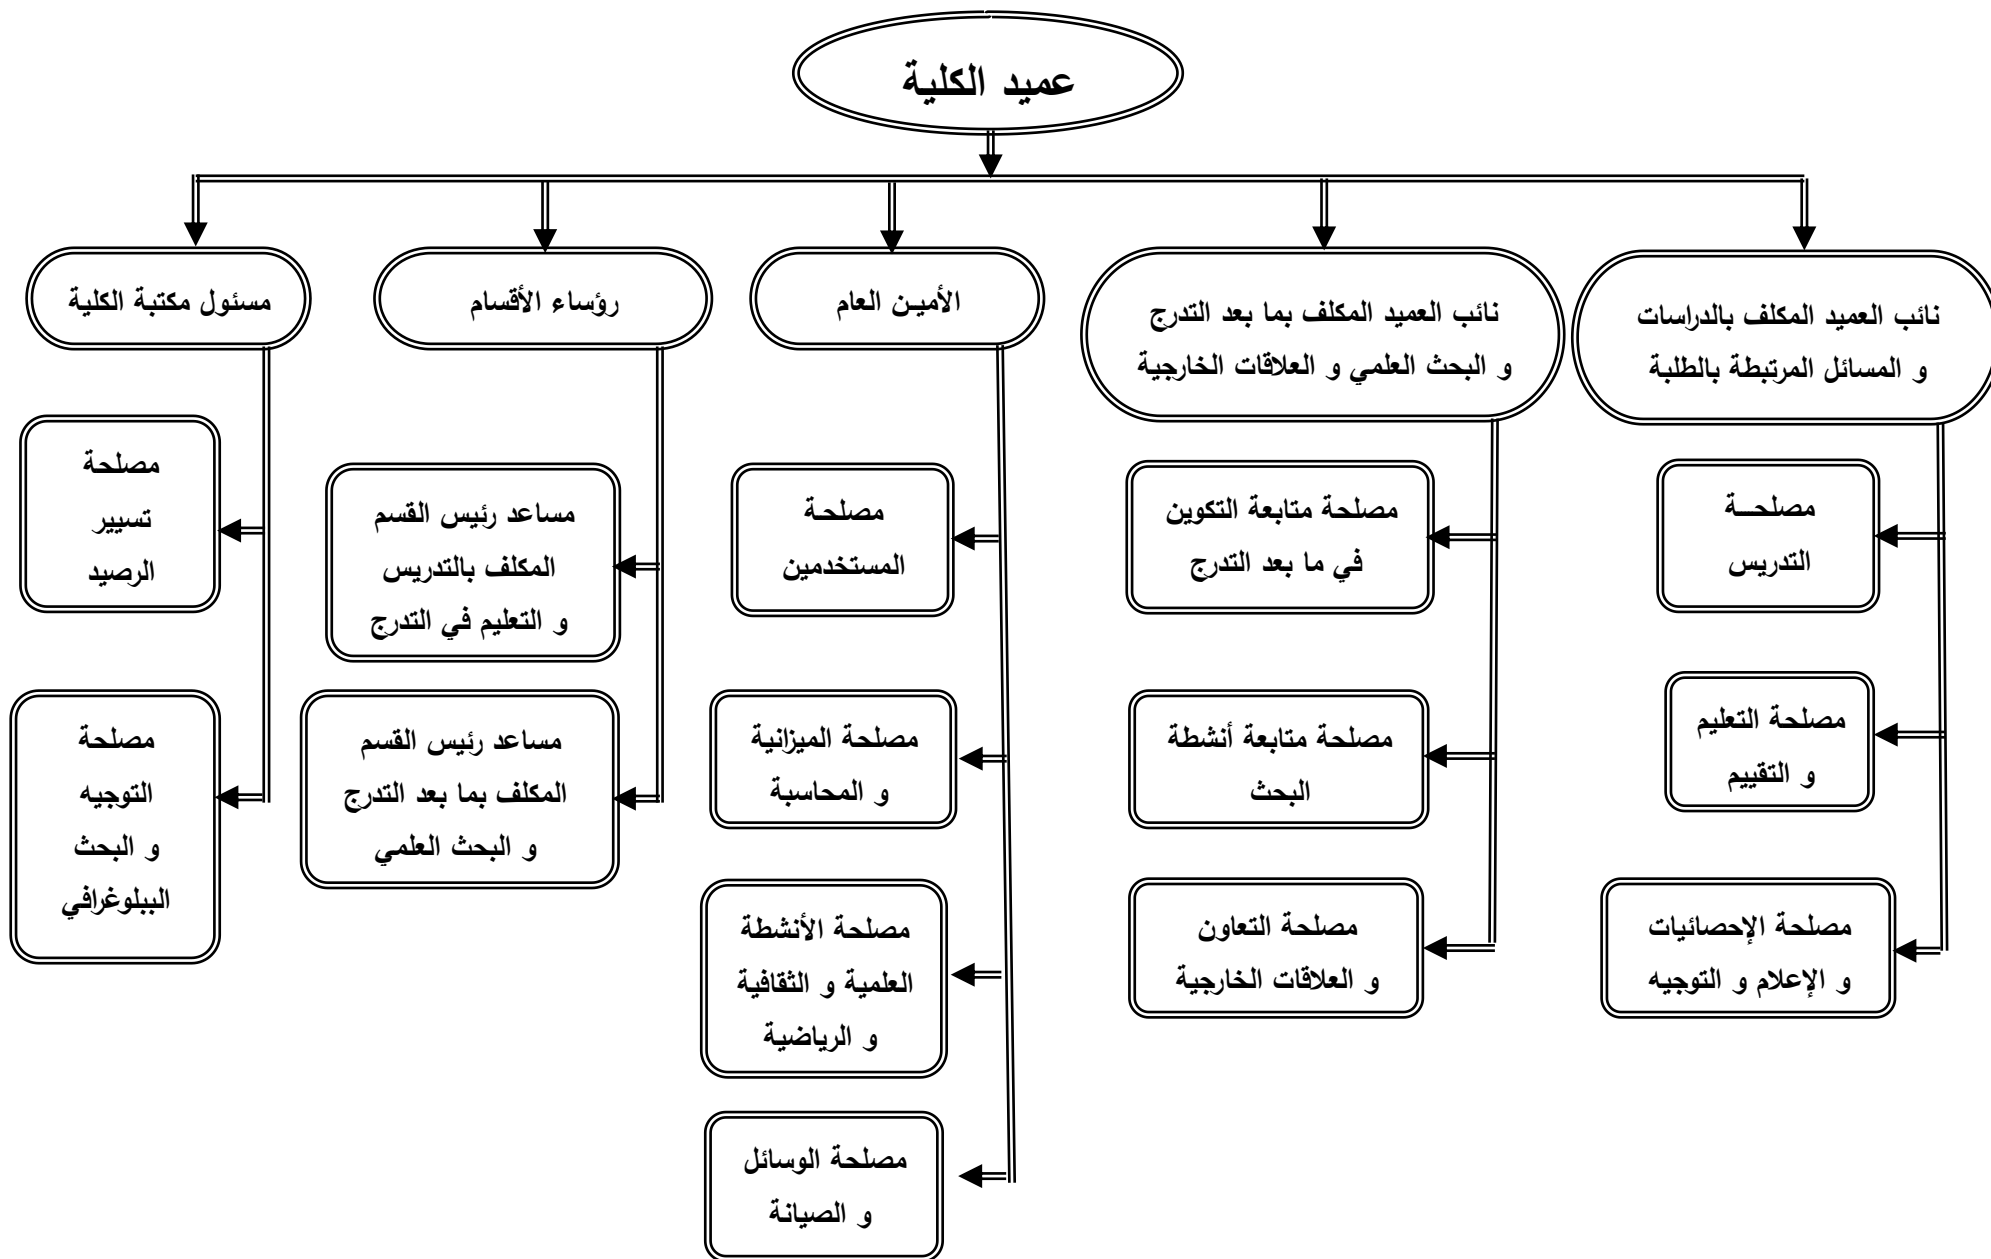 عميد الكلية
نائب العميد المكلف بالدراسات
و المسائل المرتبطة بالطلبة
نائب العميد المكلف بما بعد التدرج
و البحث العلمي و العلاقات الخارجية
الأميـن العام
رؤساء الأقسام
مسئول مكتبة الكلية
مصلحــة
التدريس
مصلحة التعليم
و التقييم
مصلحة الإحصائيات
و الإعلام و التوجيه
مصلحة متابعة التكوين
في ما بعد التدرج
مصلحة متابعة أنشطة
البحث
مصلحة التعاون
و العلاقات الخارجية
مصلحـة
المستخدمين
مصلحة الميزانية
و المحاسبة
مصلحة الأنشطة
العلمية و الثقافية
و الرياضية
مصلحة الوسائل
و الصيانة
مساعد رئيس القسم
المكلف بالتدريس
و التعليم في التدرج
مساعد رئيس القسم
المكلف بما بعد التدرج
و البحث العلمي
مصلحة
تسيير
الرصيد
مصلحة
التوجيه
و البحث
الببلوغرافي